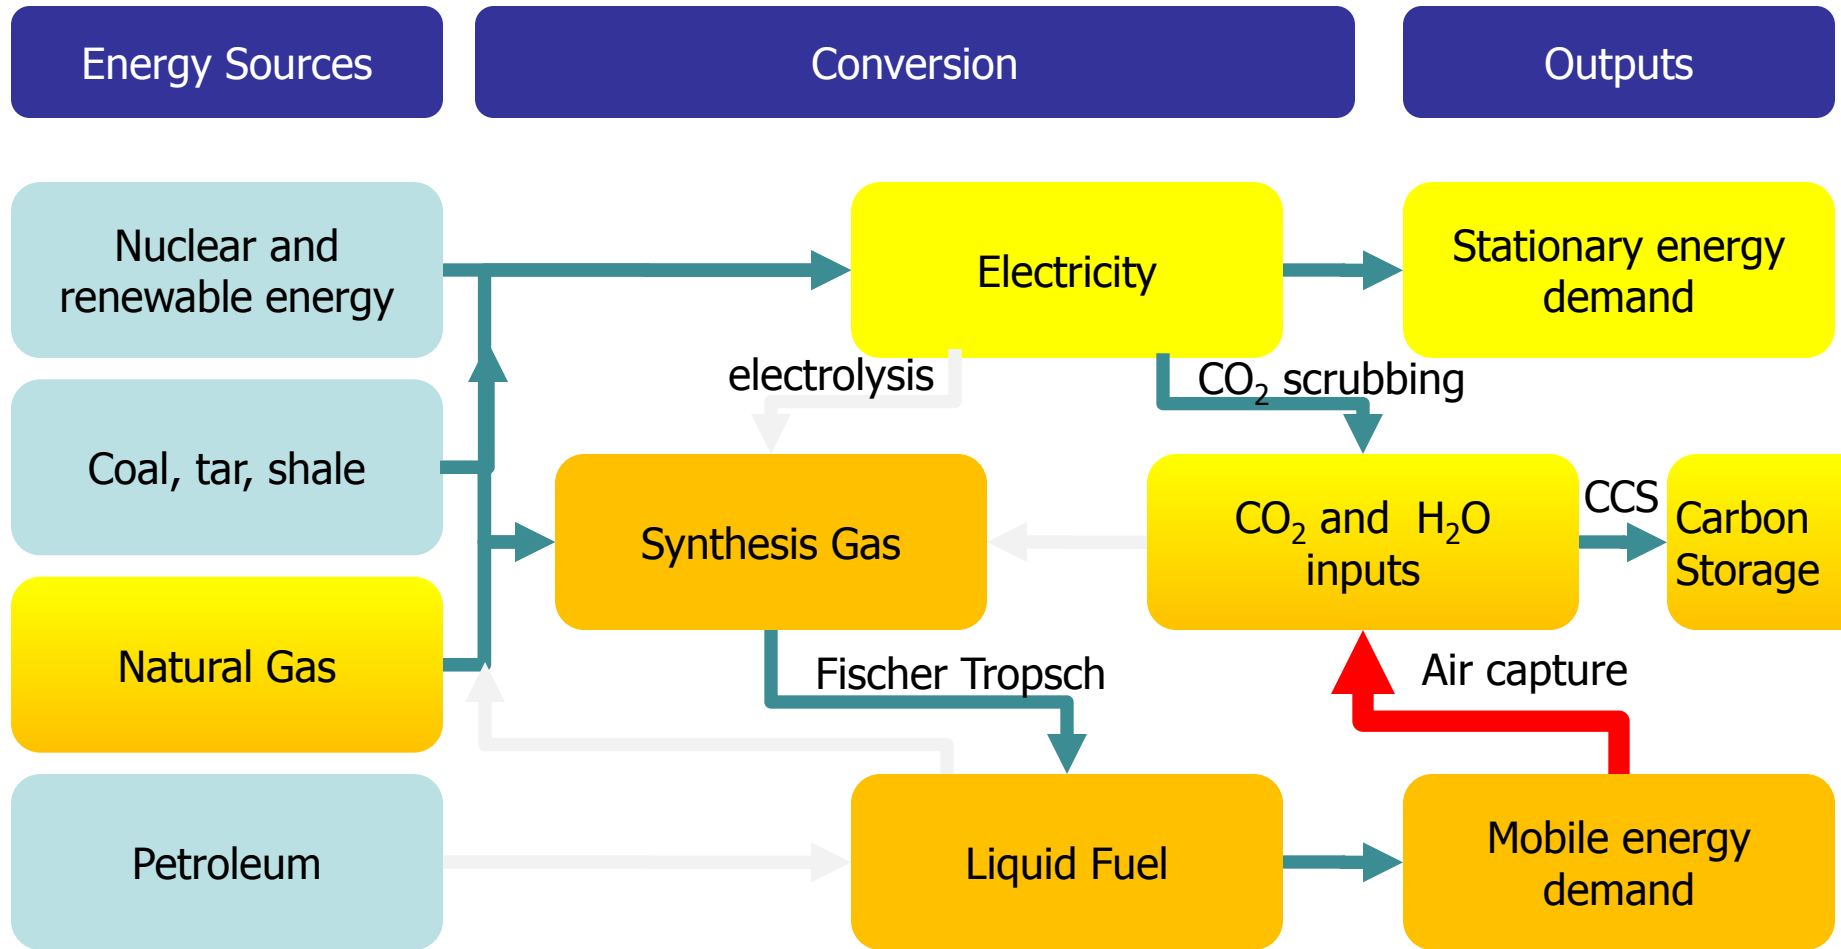 Energy Sources
Conversion
Outputs
Nuclear and
renewable energy
Electricity
Stationary energy
demand
electrolysis
CO₂ scrubbing
Coal, tar, shale
Synthesis Gas
CO₂ and H₂O
inputs
CCS
Carbon
Storage
Natural Gas
Fischer Tropsch
Air capture
Petroleum
Liquid Fuel
Mobile energy
demand